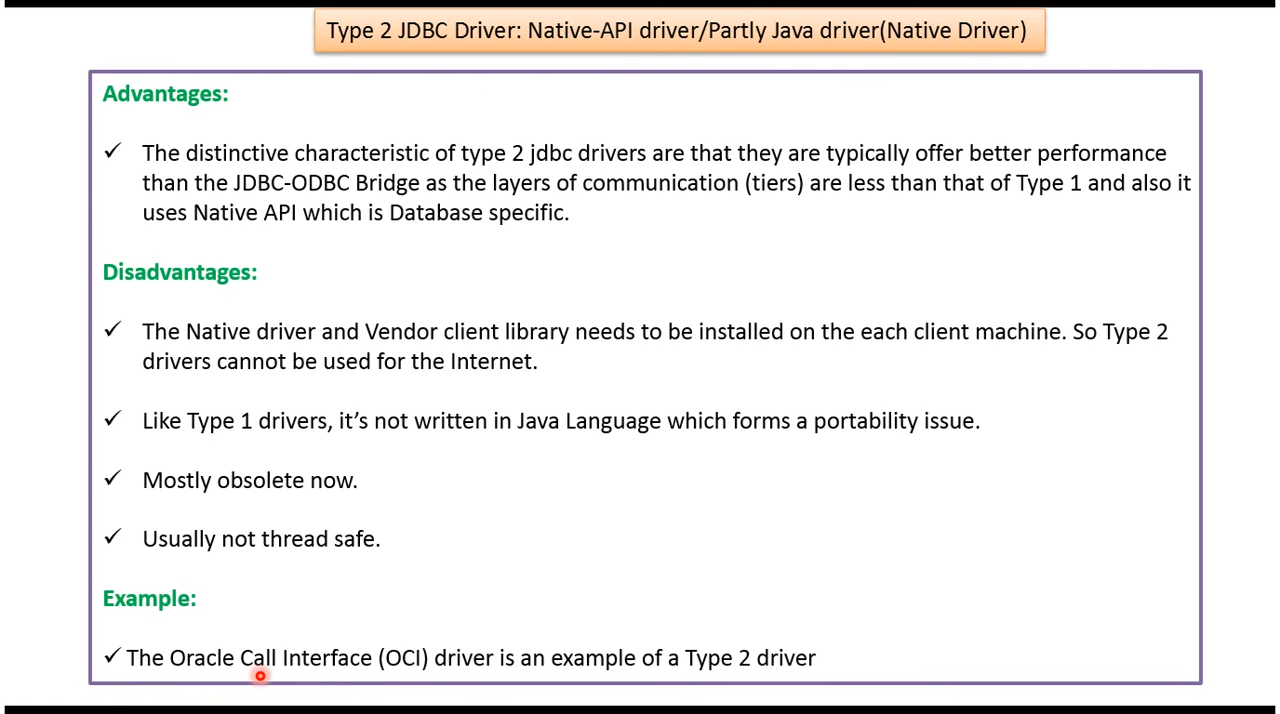 Type 2 JDBC Driver: Native-API driver/Partly Java driver(Native Driver)
Advantages:
✓ The distinctive characteristic of type 2 jdbc drivers are that they are typically offer better performance
than the JDBC-ODBC Bridge as the layers of communication (tiers) are less than that of Type 1 and also it
uses Native API which is Database specific.
Disadvantages:
✓ The Native driver and Vendor client library needs to be installed on the each client machine. So Type 2
drivers cannot be used for the Internet.
✓ Like Type 1 drivers, it’s not written in Java Language which forms a portability issue.
✓ Mostly obsolete now.
✓ Usually not thread safe.
Example:
✓ The Oracle Call Interface (OCI) driver is an example of a Type 2 driver